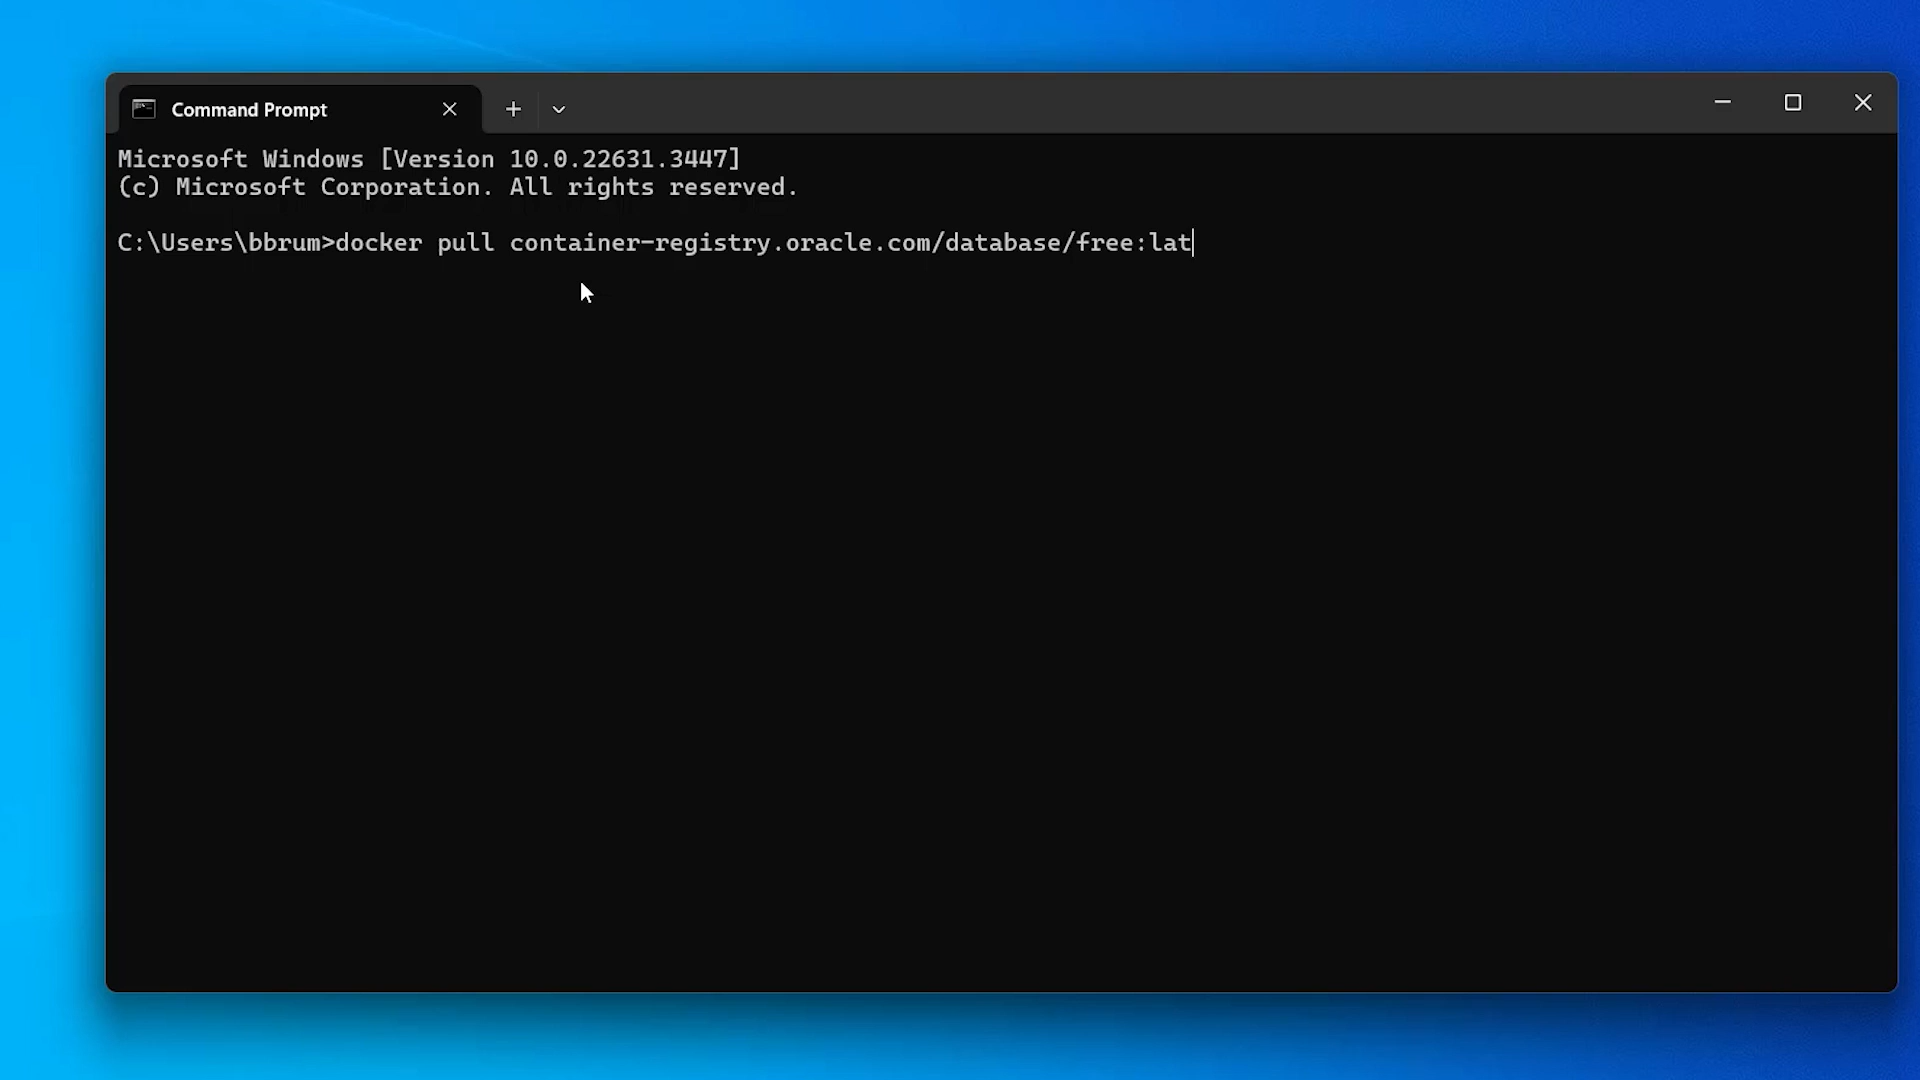 Command Prompt
Microsoft Windows [Version 10.0.22631.3447]
(c) Microsoft Corporation. All rights reserved.
C:\Users\bbrum>docker pull container-registry.oracle.com/database/free:lat